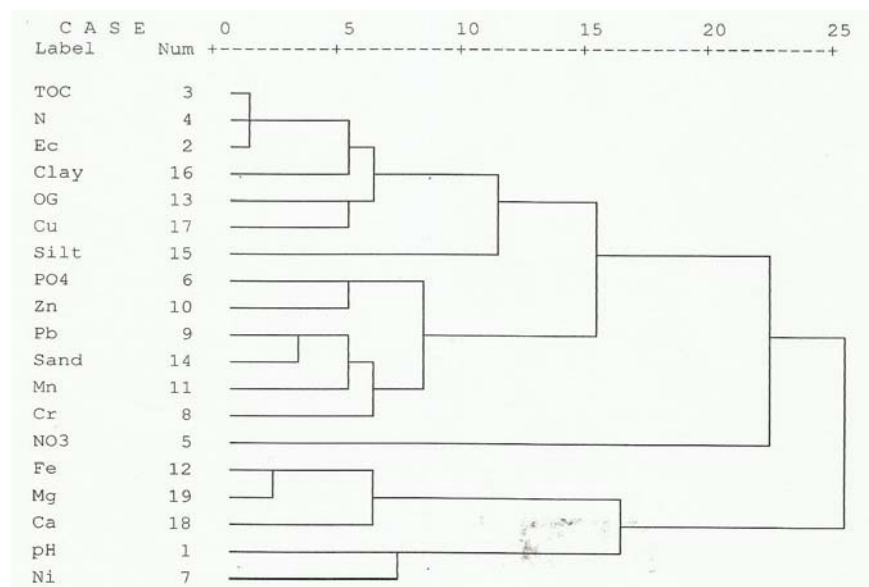 C A S E 0 5 10 15 20 25
Label Num +---------+---------+---------+---------+---------+
TOC 3
N 4
Ec 2
Clay 16
OG 13
Cu 17
Silt 15
PO4 6
Zn 10
Pb 9
Sand 14
Mn 11
Cr 8
NO3 5
Fe 12
Mg 19
Ca 18
pH 1
Ni 7